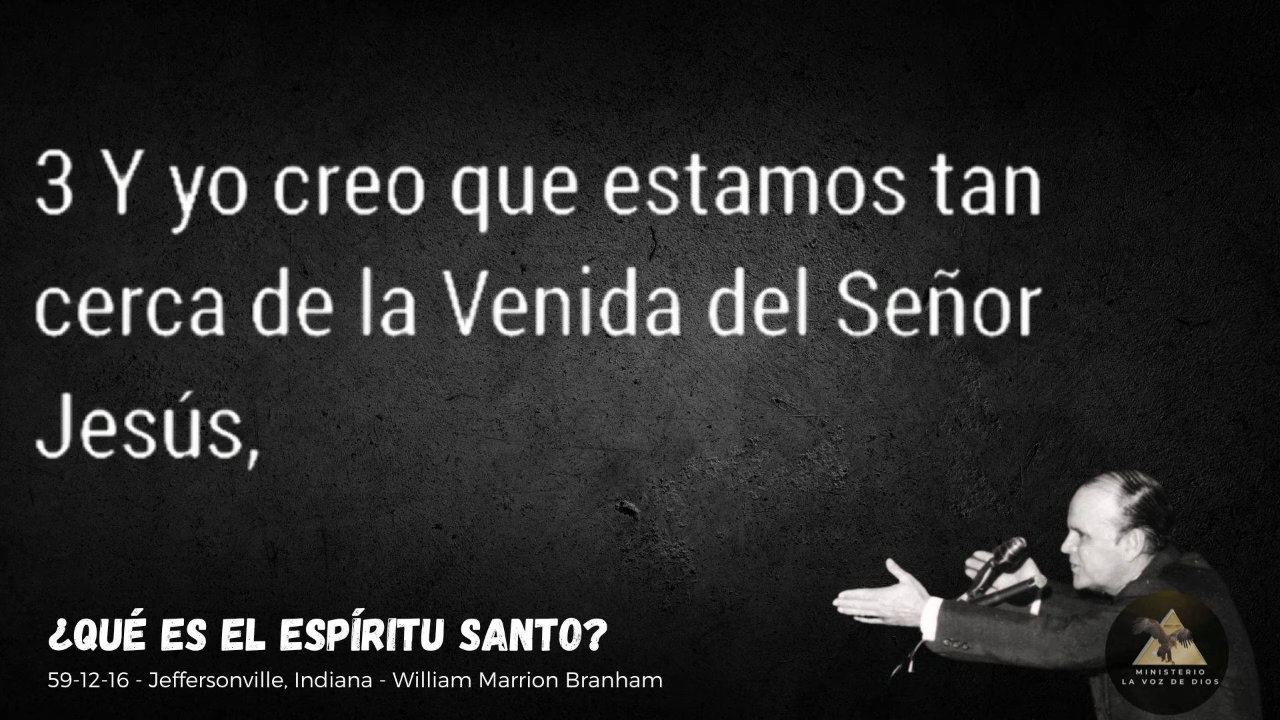 3 Y yo creo que estamos tan
cerca de la Venida del Señor
Jesús,
¿QUÉ ES EL ESPÍRITU SANTO?
59-12-16 - Jeffersonville, Indiana - William Marrion Branham
MINISTERIO
LA VOZ DE DIOS